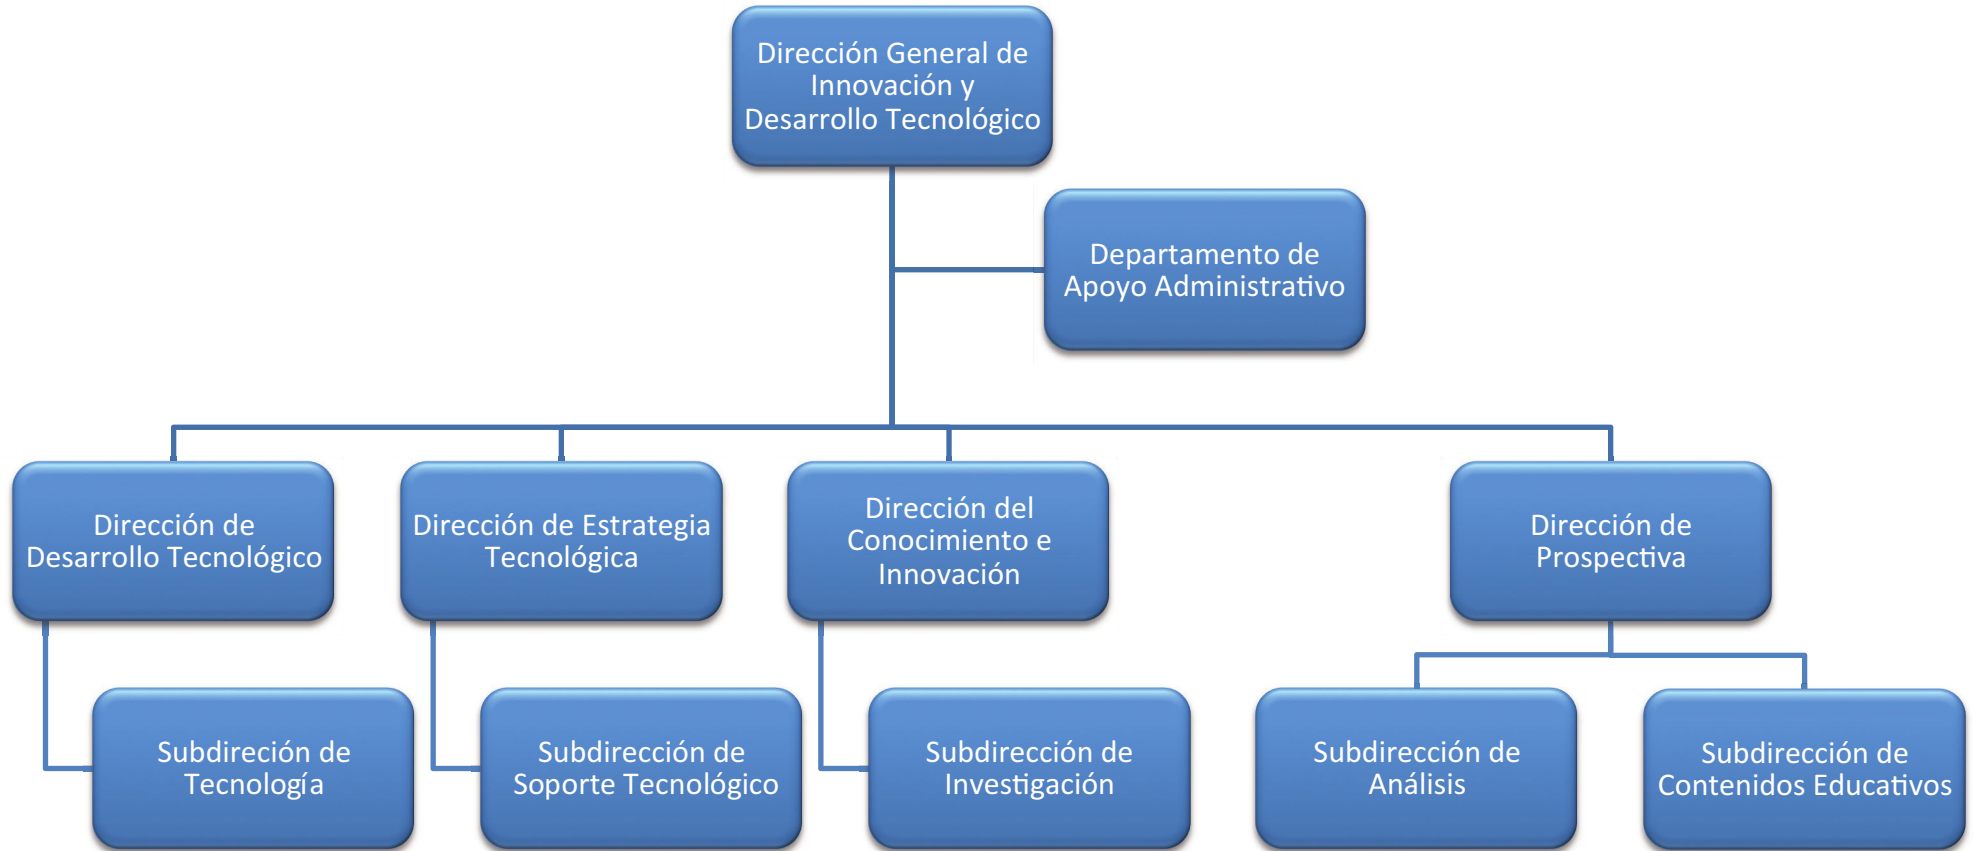 Dirección General de
Innovación y
Desarrollo Tecnológico
Departamento de
Apoyo Administrativo
Dirección de
Desarrollo Tecnológico
Dirección de Estrategia
Tecnológica
Dirección del
Conocimiento e
Innovación
Dirección de
Prospectiva
Subdireción de
Tecnología
Subdirección de
Soporte Tecnológico
Subdirección de
Investigación
Subdirección de
Análisis
Subdirección de
Contenidos Educativos